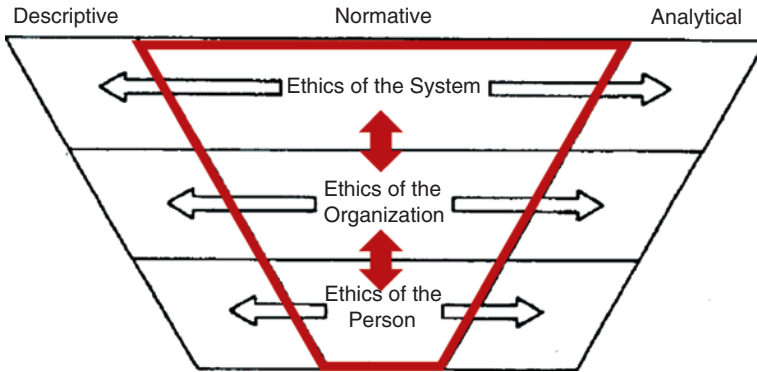 Descriptive Normative Analytical
Ethics of the System
Ethics of the
Organization
Ethics of the
Person